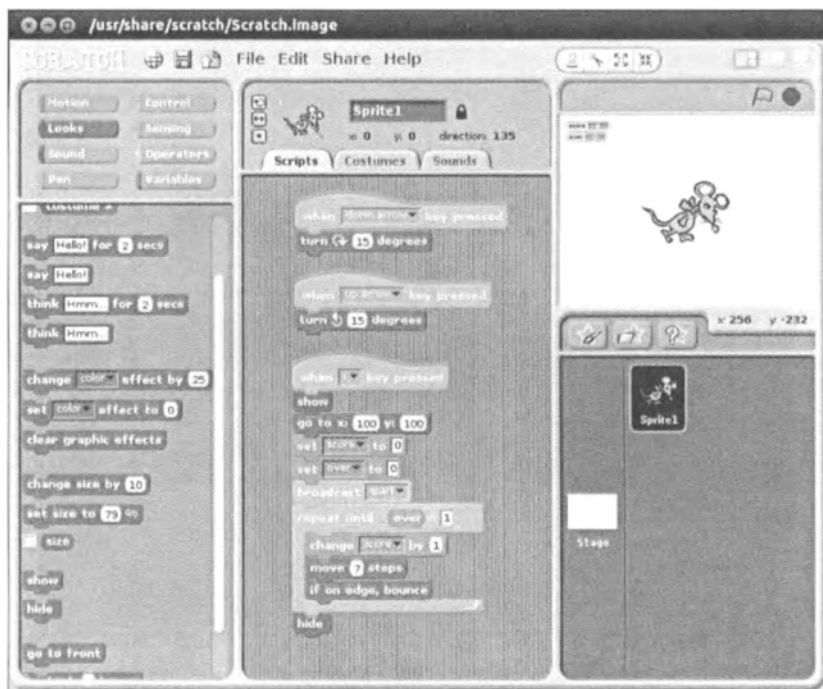 /usr/share/scratch/Scratch.image
SCRATCH File Edit Share Help
Motion Control
Looks Sensing
Sound Operators
Pen Variables
costume #
say Hello! for 2 secs
say Hello!
think Hmm... for 2 secs
think Hmm...
change color effect by 25
set color effect to 0
clear graphic effects
change size by 10
set size to 79 %
size
show
hide
go to front
Sprite1
x: 0 y: 0 direction: 135
Scripts Costumes Sounds
when down arrow key pressed
turn 15 degrees
when up arrow key pressed
turn 15 degrees
when key pressed
show
go to x: 100 y: 100
set score to 0
set over to 0
broadcast start
repeat until over = 1
change score by 1
move 7 steps
if on edge, bounce
hide
x: 256 y: -232
Sprite1
Stage